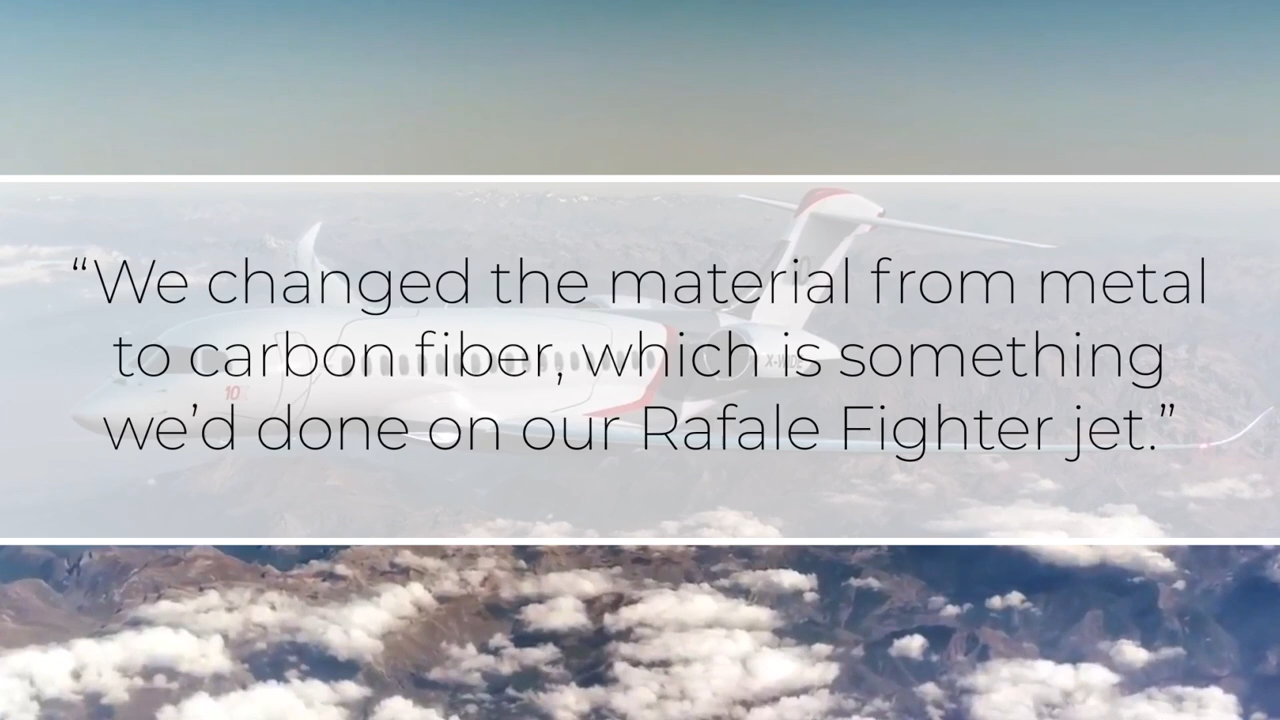 “We changed the material from metal
to carbon fiber, which is something
we’d done on our Rafale Fighter jet.”
10X